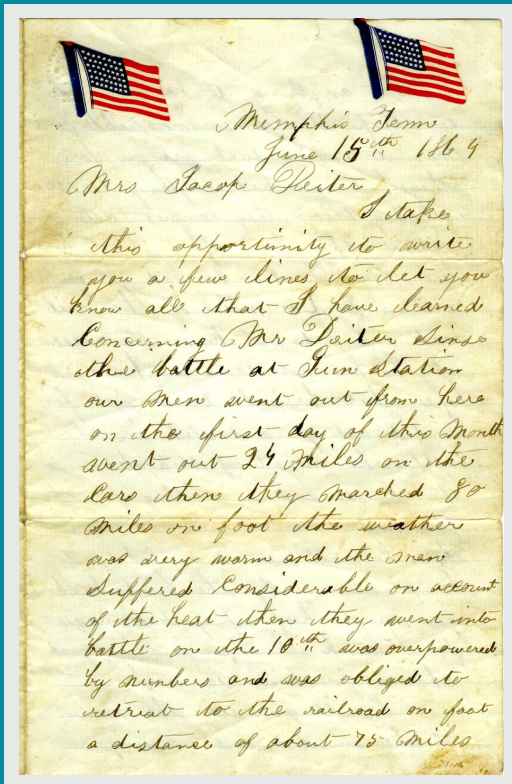 Memphis Tenn
June 15th 1864
Mrs Jacop Deiter
I take
this opportunity to write
you a few lines to let you
know all that I have learned
Concerning Mr Deiter Sinse
the battle at Gun Station
our men went out from here
on the first day of this Month
went out 24 Miles on the
Cars then they Marched 80
Miles on foot the weather
was very warm and the man
Suffered Considerable on account
of the heat then they went into
battle on the 10th was overpowered
by numbers and was obliged to
retreat to the railroad on foot
a distance of about 75 Miles